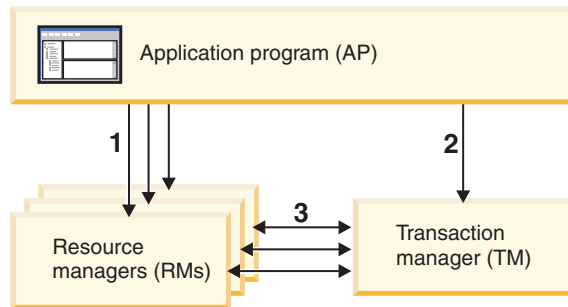 Application program (AP)
1
2
3
Resource
managers (RMs)
Transaction
manager (TM)